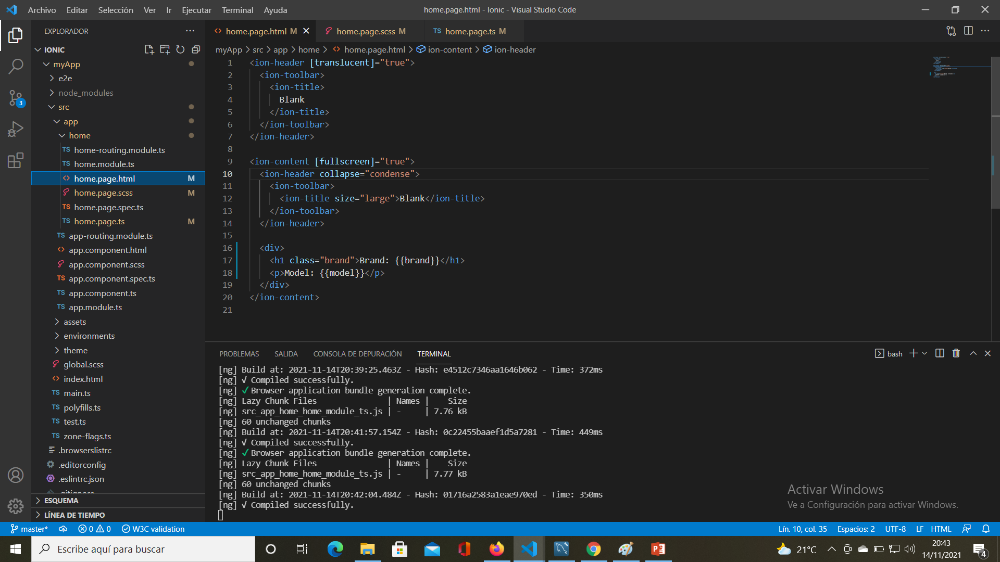 Archivo Editar Selección Ver Ir Ejecutar Terminal Ayuda
home.page.html - Ionic - Visual Studio Code
EXPLORADOR
home.page.html M
home.page.scss M
TS home.page.ts M
IONIC
myApp
e2e
node_modules
src
app
home
TS home-routing.module.ts
TS home.module.ts
home.page.html M
home.page.scss M
TS home.page.spec.ts
TS home.page.ts M
TS app-routing.module.ts
app.component.html
app.component.scss
TS app.component.spec.ts
TS app.component.ts
TS app.module.ts
assets
environments
theme
global.scss
index.html
TS main.ts
TS polyfills.ts
TS test.ts
TS zone-flags.ts
.browserslistrc
.editorconfig
.eslintrc.json
.gitignore
ESQUEMA
LÍNEA DE TIEMPO
3
myApp > src > app > home > home.page.html > ion-content > ion-header
1 <ion-header [translucent]="true">
2 <ion-toolbar>
3 <ion-title>
4 Blank
5 </ion-title>
6 </ion-toolbar>
7 </ion-header>
8
9 <ion-content [fullscreen]="true">
10 <ion-header collapse="condense">
11 <ion-toolbar>
12 <ion-title size="large">Blank</ion-title>
13 </ion-toolbar>
14 </ion-header>
15
16 <div>
17 <h1 class="brand">Brand: {{brand}}</h1>
18 <p>Model: {{model}}</p>
19 </div>
20 </ion-content>
21
PROBLEMAS SALIDA CONSOLA DE DEPURACIÓN TERMINAL
bash
[ng] Build at: 2021-11-14T20:39:25.463Z - Hash: e4512c7346aa1646b062 - Time: 372ms
[ng] √ Compiled successfully.
[ng] ✔ Browser application bundle generation complete.
[ng] Lazy Chunk Files | Names | Size
[ng] src_app_home_home_module_ts.js | - | 7.76 kB
[ng] 60 unchanged chunks
[ng] Build at: 2021-11-14T20:41:57.154Z - Hash: 0c22455baaef1d5a7281 - Time: 449ms
[ng] √ Compiled successfully.
[ng] ✔ Browser application bundle generation complete.
[ng] Lazy Chunk Files | Names | Size
[ng] src_app_home_home_module_ts.js | - | 7.77 kB
[ng] 60 unchanged chunks
[ng] Build at: 2021-11-14T20:42:04.484Z - Hash: 01716a2583a1eae970ed - Time: 350ms
[ng] √ Compiled successfully.
Activar Windows
Ve a Configuración para activar Windows.
master* 0 0 W3C validation
Lín. 10, col. 35 Espacios: 2 UTF-8 LF HTML
Escribe aquí para buscar
21°C
20:43
14/11/2021
4